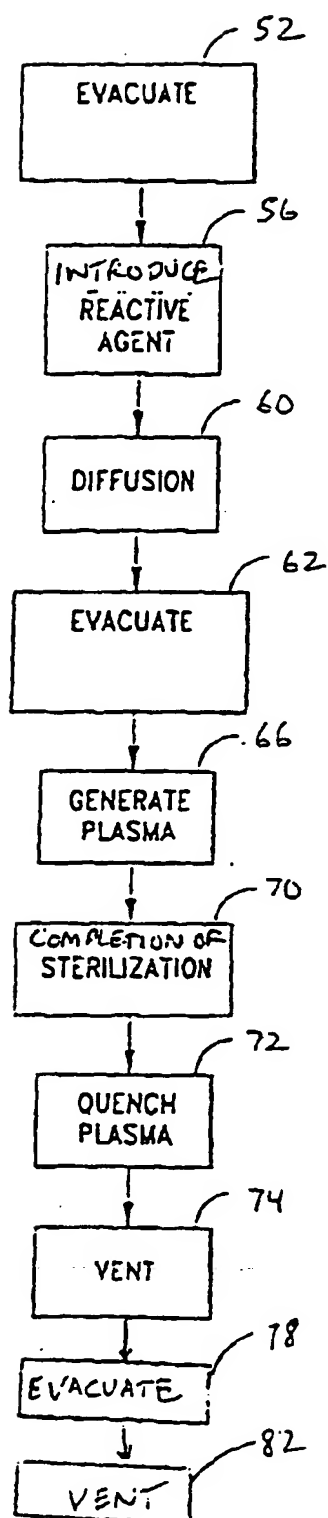 52
EVACUATE
56
INTRODUCE
REACTIVE
AGENT
60
DIFFUSION
62
EVACUATE
66
GENERATE
PLASMA
70
COMPLETION OF
STERILIZATION
72
QUENCH
PLASMA
74
VENT
78
EVACUATE
82
VENT